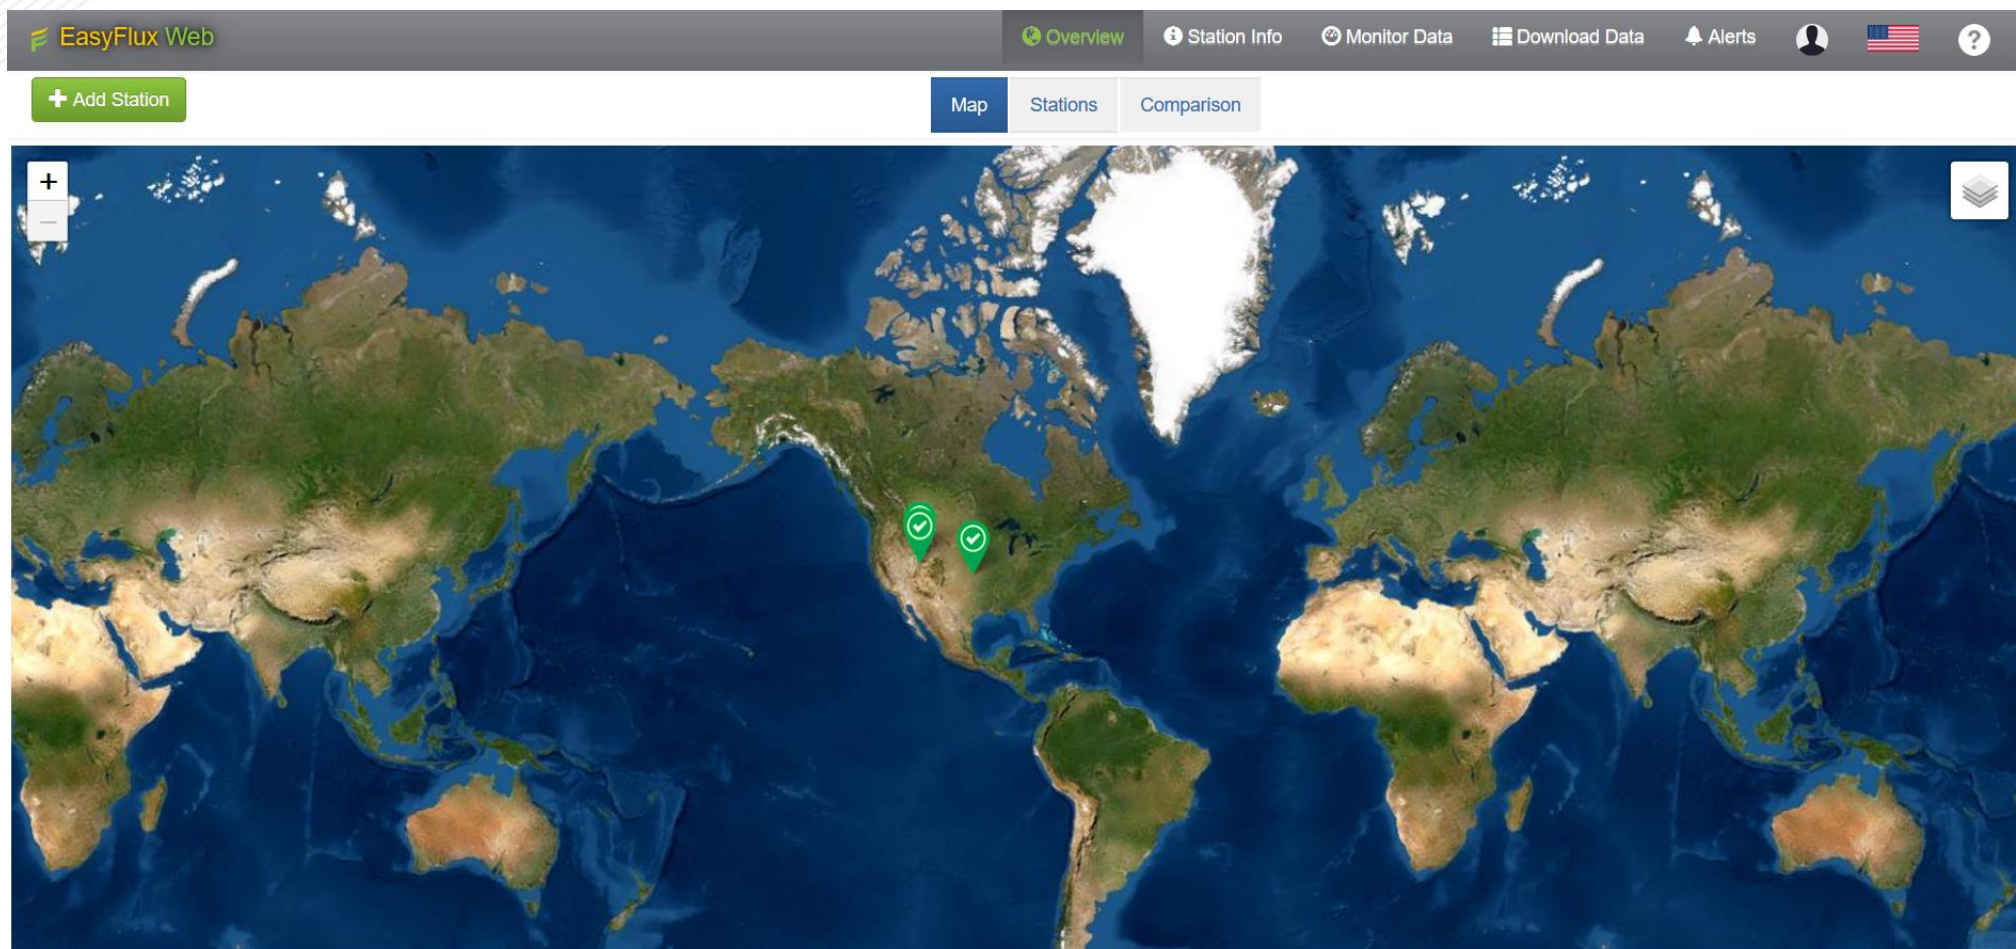 EasyFlux Web
Overview Station Info Monitor Data Download Data Alerts ?
+ Add Station
Map Stations Comparison
+
−